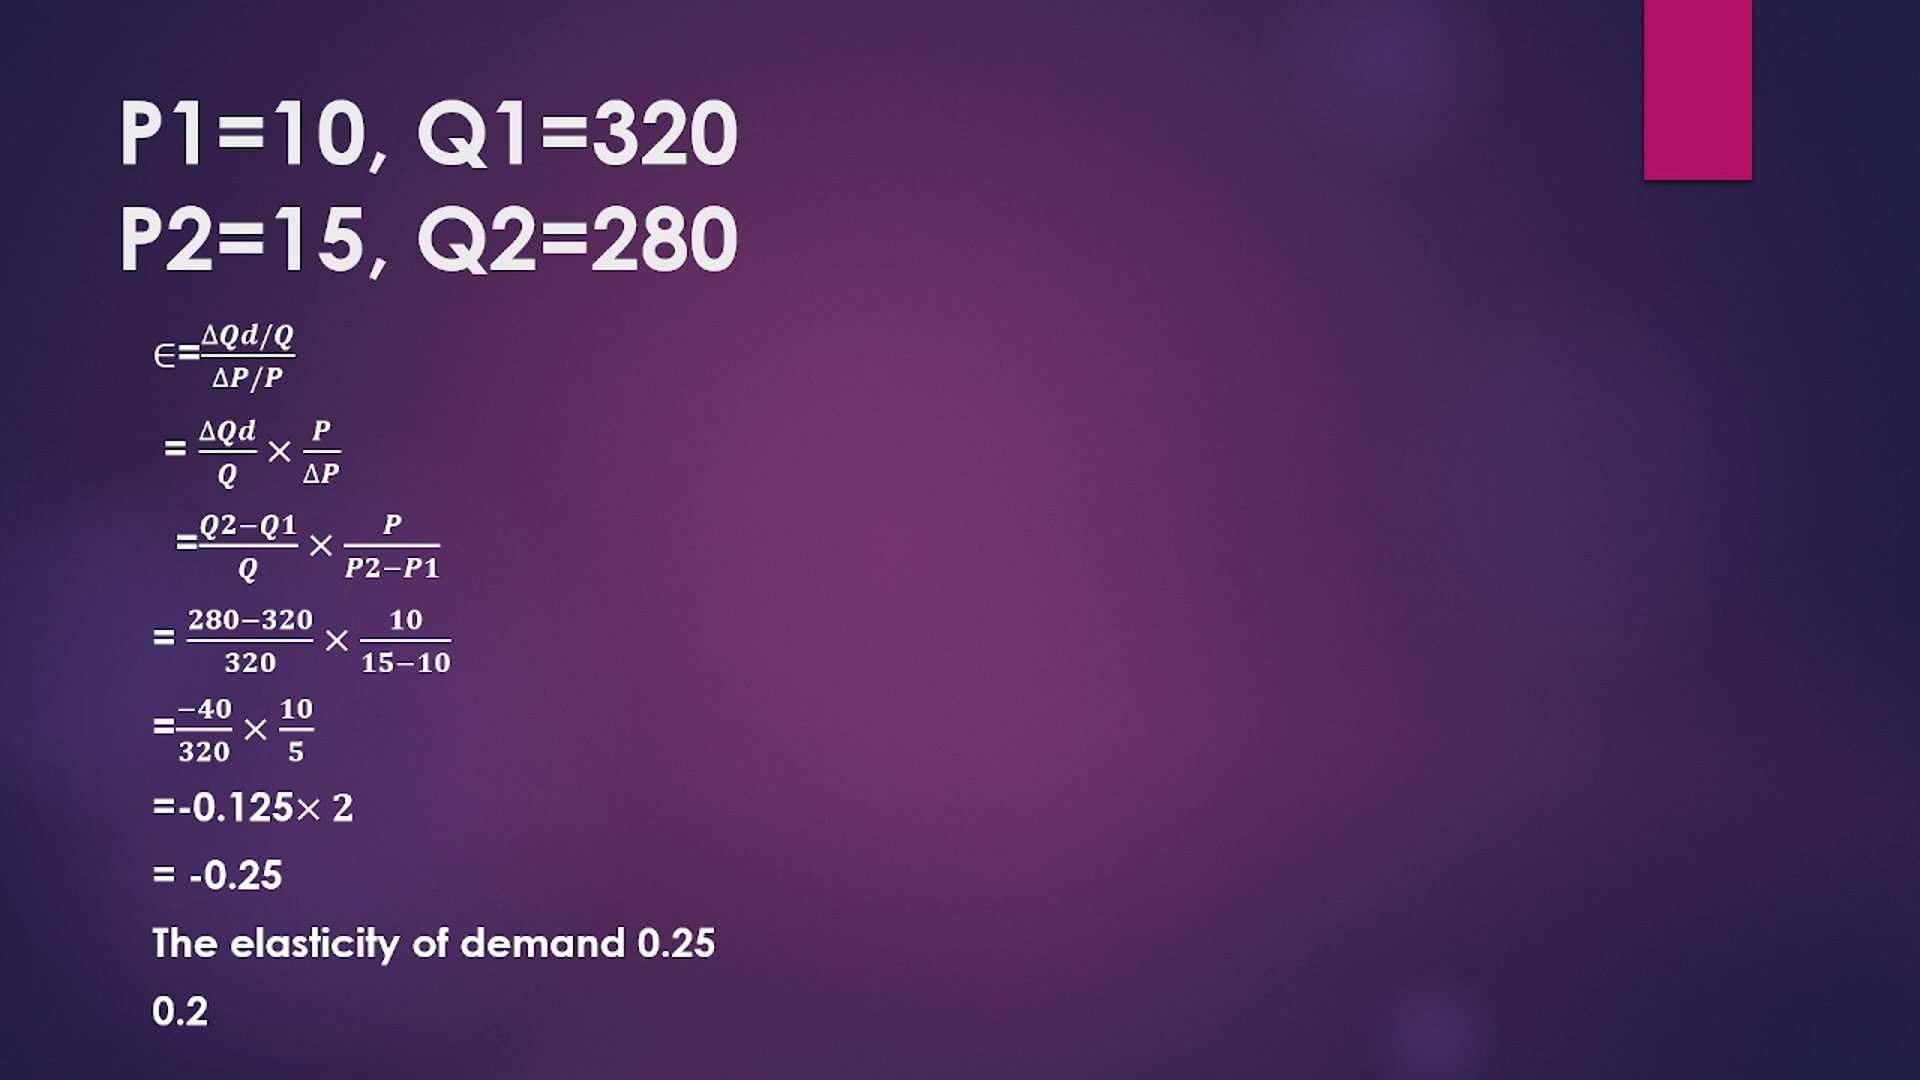 P1=10, Q1=320
P2=15, Q2=280
∈=ΔQd/Q / ΔP/P
= ΔQd/Q × P/ΔP
=Q2−Q1/Q × P/P2−P1
= 280−320/320 × 10/15−10
=−40/320 × 10/5
=-0.125× 2
= -0.25
The elasticity of demand 0.25
0.2